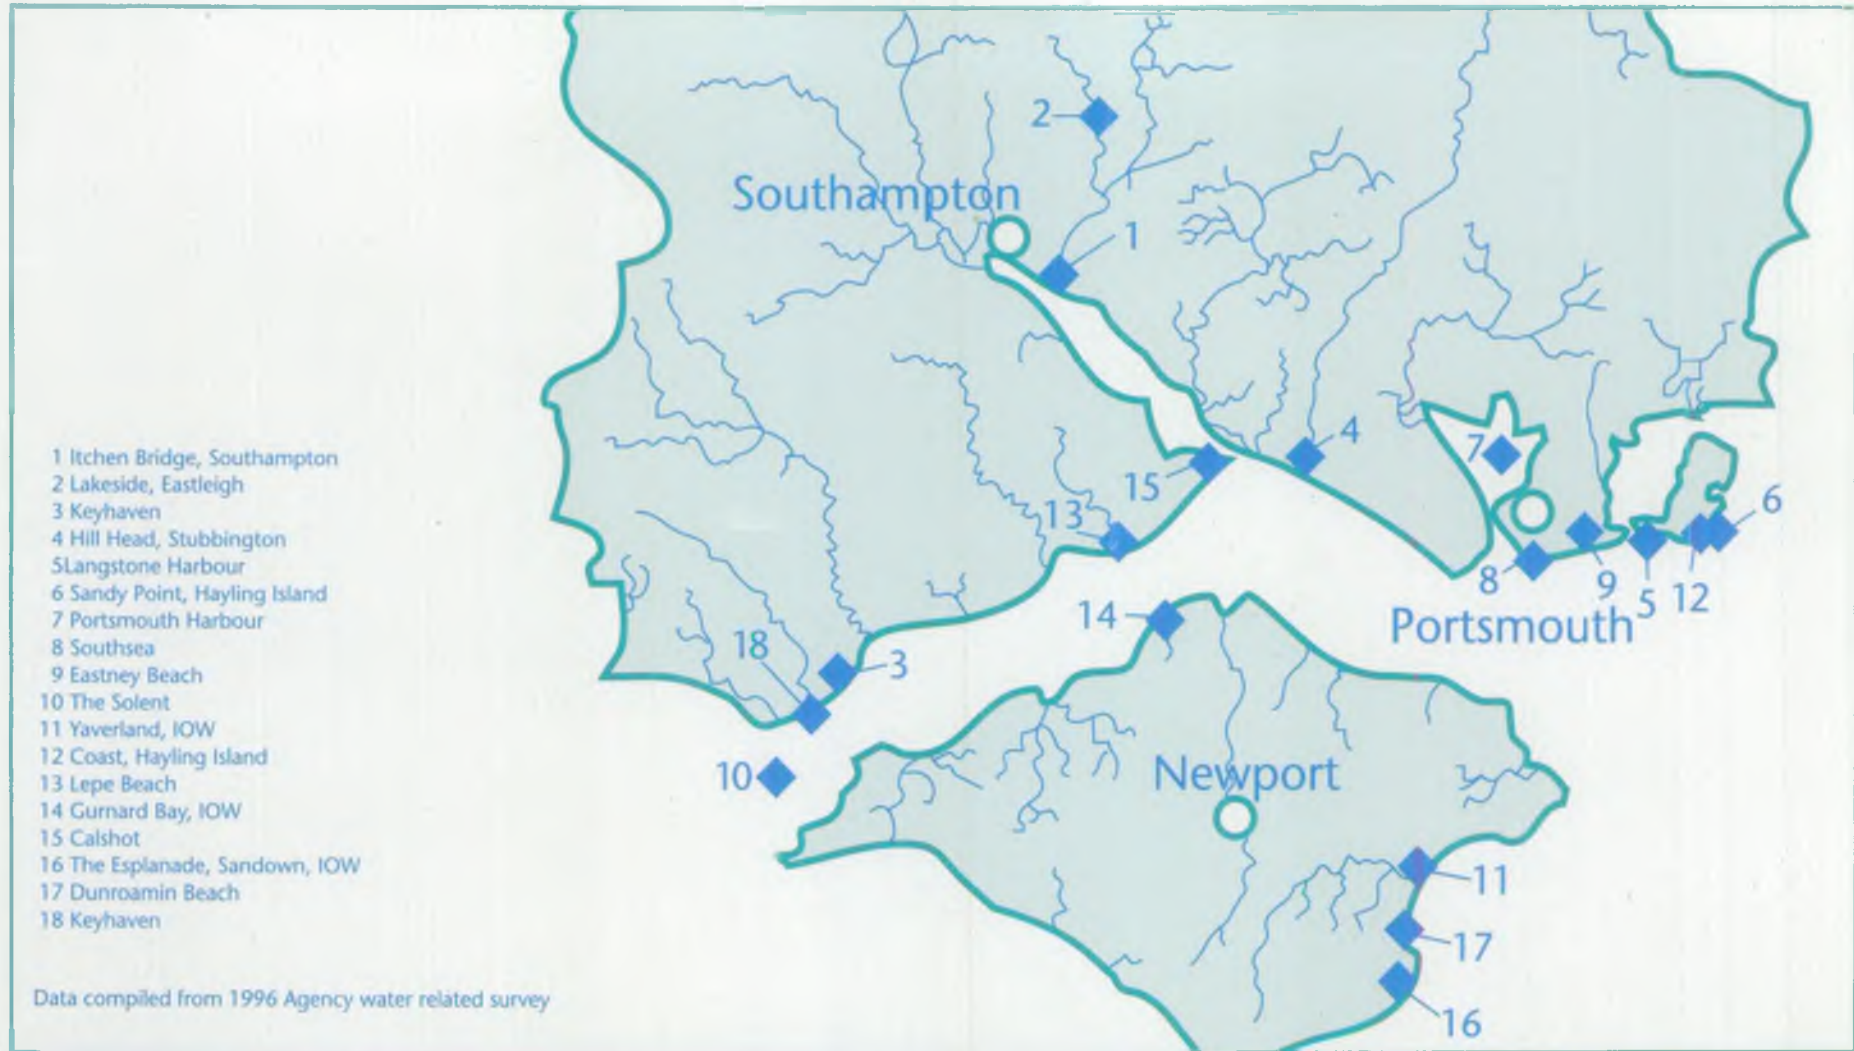 2
Southampton
1
4
7
15
13
6
8
9
5
12
Portsmouth
14
18
3
10
Newport
11
17
16
1 Itchen Bridge, Southampton
2 Lakeside, Eastleigh
3 Keyhaven
4 Hill Head, Stubbington
5Langstone Harbour
6 Sandy Point, Hayling Island
7 Portsmouth Harbour
8 Southsea
9 Eastney Beach
10 The Solent
11 Yaverland, IOW
12 Coast, Hayling Island
13 Lepe Beach
14 Gurnard Bay, IOW
15 Calshot
16 The Esplanade, Sandown, IOW
17 Dunroamin Beach
18 Keyhaven
Data compiled from 1996 Agency water related survey